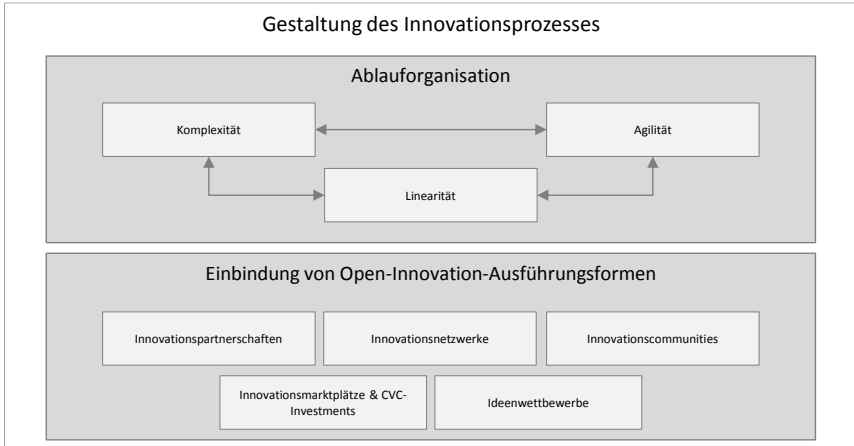 Gestaltung des Innovationsprozesses
Ablauforganisation
Komplexität
Agilität
Linearität
Einbindung von Open-Innovation-Ausführungsformen
Innovationspartnerschaften
Innovationsnetzwerke
Innovationscommunities
Innovationsmarktplätze & CVC-
Investments
Ideenwettbewerbe